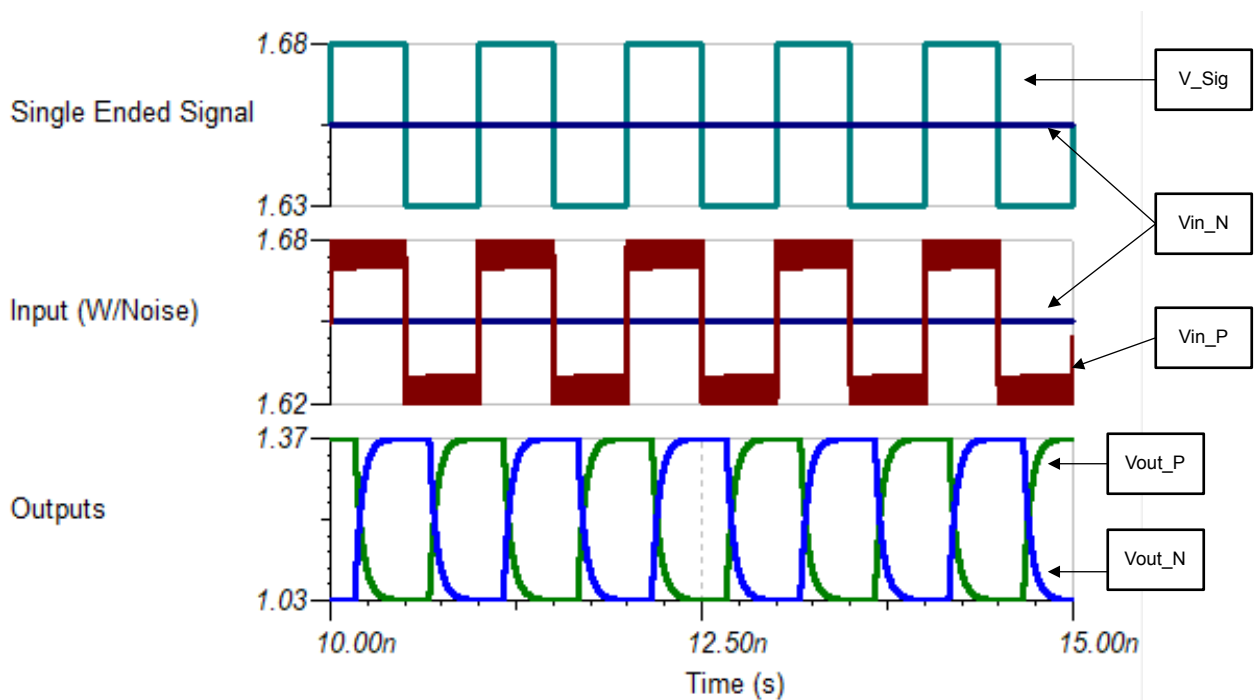 1.68
V_Sig
Single Ended Signal
1.63
Vin_N
1.68
Input (W/Noise)
Vin_P
1.62
1.37
Vout_P
Outputs
Vout_N
1.03
10.00n 12.50n 15.00n
Time (s)